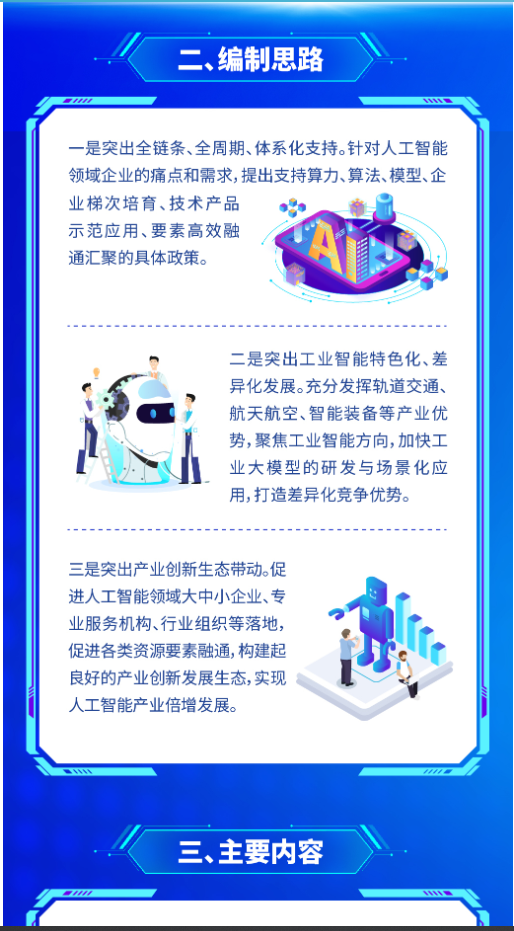 二、编制思路
一是突出全链条、全周期、体系化支持。针对人工智能
领域企业的痛点和需求，提出支持算力、算法、模型、企
业梯次培育、技术产品
示范应用、要素高效融
通汇聚的具体政策。
AI
二是突出工业智能特色化、差
异化发展。充分发挥轨道交通、
航天航空、智能装备等产业优
势，聚焦工业智能方向，加快工
业大模型的研发与场景化应
用，打造差异化竞争优势。
三是突出产业创新生态带动。促
进人工智能领域大中小企业、专
业服务机构、行业组织等落地，
促进各类资源要素融通，构建起
良好的产业创新发展生态，实现
人工智能产业倍增发展。
三、主要内容